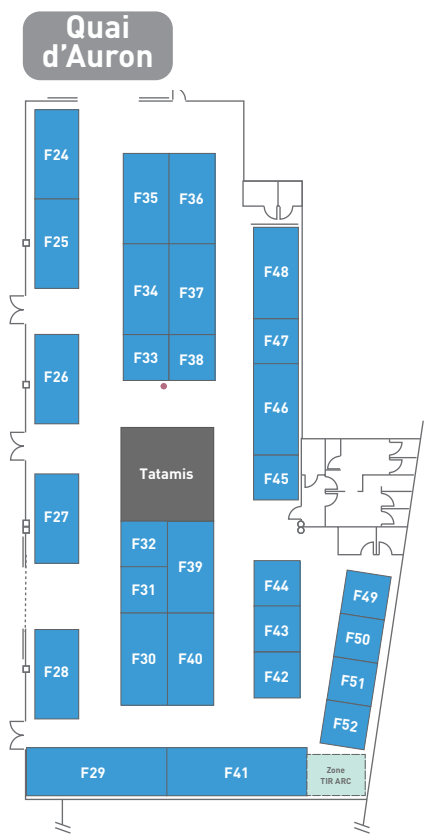 Quai
d'Auron
F24
F25
F26
F27
F28
F35
F36
F34
F37
F33
F38
Tatamis
F32
F39
F31
F30
F40
F48
F47
F46
F45
F44
F43
F42
F49
F50
F51
F52
F29
F41
Zone
TIR ARC